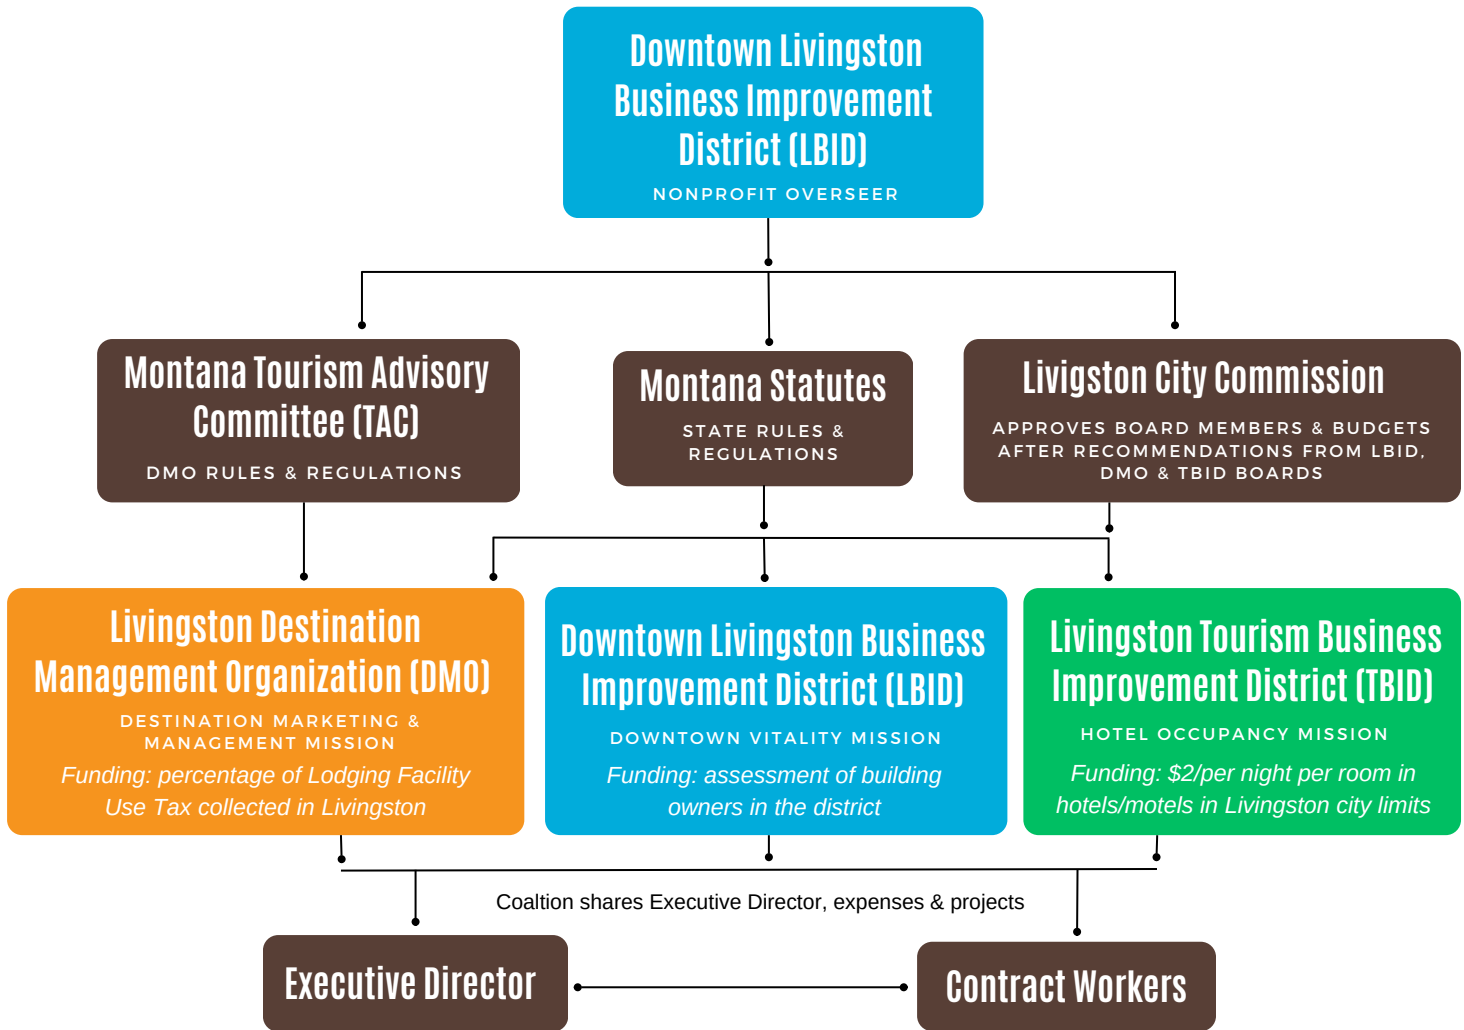 Downtown Livingston
Business Improvement
District (LBID)
NONPROFIT OVERSEER
Montana Tourism Advisory
Committee (TAC)
DMO RULES & REGULATIONS
Montana Statutes
STATE RULES &
REGULATIONS
Livigston City Commission
APPROVES BOARD MEMBERS & BUDGETS
AFTER RECOMMENDATIONS FROM LBID,
DMO & TBID BOARDS
Livingston Destination
Management Organization (DMO)
DESTINATION MARKETING &
MANAGEMENT MISSION
Funding: percentage of Lodging Facility
Use Tax collected in Livingston
Downtown Livingston Business
Improvement District (LBID)
DOWNTOWN VITALITY MISSION
Funding: assessment of building
owners in the district
Livingston Tourism Business
Improvement District (TBID)
HOTEL OCCUPANCY MISSION
Funding: $2/per night per room in
hotels/motels in Livingston city limits
Coaltion shares Executive Director, expenses & projects
Executive Director
Contract Workers